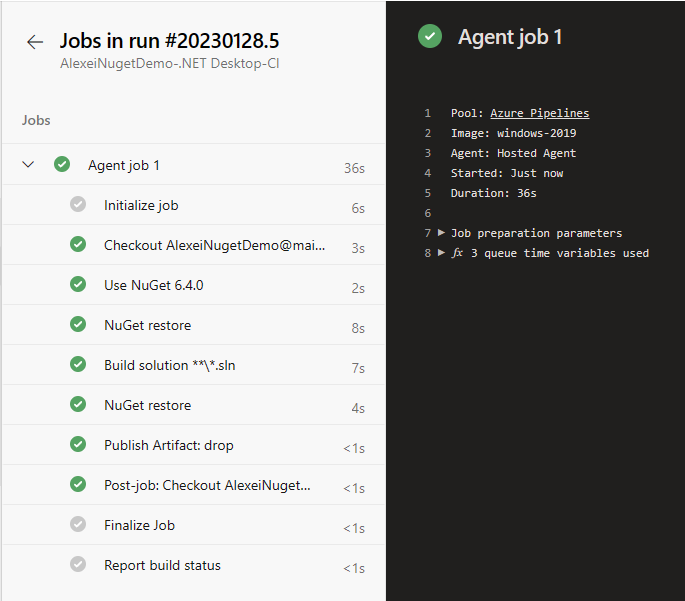 Jobs in run #20230128.5
AlexeiNugetDemo-.NET Desktop-CI
Jobs
Agent job 1 36s
Initialize job 6s
Checkout AlexeiNugetDemo@mai... 3s
Use NuGet 6.4.0 2s
NuGet restore 8s
Build solution **\*.sln 7s
NuGet restore 4s
Publish Artifact: drop <1s
Post-job: Checkout AlexeiNuget... <1s
Finalize Job <1s
Report build status <1s
Agent job 1
1 Pool: Azure Pipelines
2 Image: windows-2019
3 Agent: Hosted Agent
4 Started: Just now
5 Duration: 36s
6
7 ▶ Job preparation parameters
8 ▶ fx 3 queue time variables used